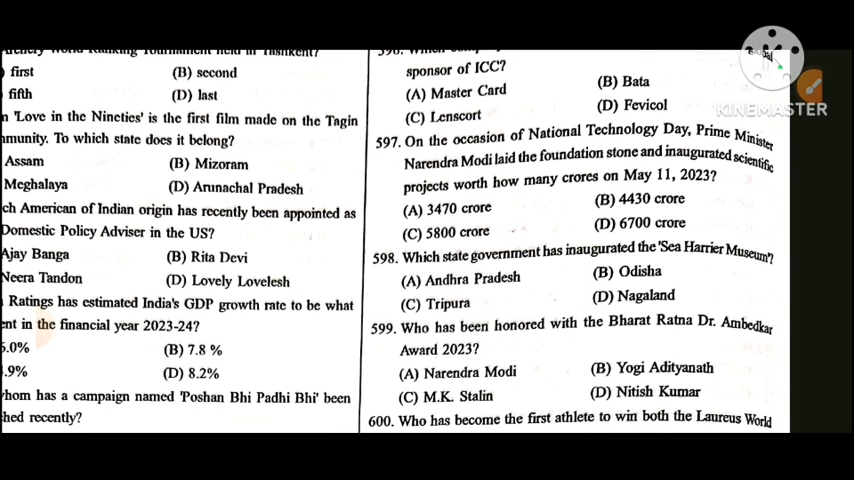 World Ranking Tournament held in Tashkent?
first (B) second
fifth (D) last
'Love in the Nineties' is the first film made on the Tagin
To which state does it belong?
Assam (B) Mizoram
Meghalaya (D) Arunachal Pradesh
American of Indian origin has recently been appointed as
Domestic Policy Adviser in the US?
Ajay Banga (B) Rita Devi
Neera Tandon (D) Lovely Lovelesh
Ratings has estimated India's GDP growth rate to be what
in the financial year 2023-24?
(B) 7.8 %
.9% (D) 8.2%
has a campaign named 'Poshan Bhi Padhi Bhi' been
recently?
596. Which
sponsor of ICC?
(A) Master Card (B) Bata
(C) Lenscort (D) Fevicol
597. On the occasion of National Technology Day, Prime Minister
Narendra Modi laid the foundation stone and inaugurated scientific
projects worth how many crores on May 11, 2023?
(A) 3470 crore (B) 4430 crore
(C) 5800 crore (D) 6700 crore
598. Which state government has inaugurated the 'Sea Harrier Museum'?
(A) Andhra Pradesh (B) Odisha
(C) Tripura (D) Nagaland
599. Who has been honored with the Bharat Ratna Dr. Ambedkar
Award 2023?
(A) Narendra Modi (B) Yogi Adityanath
(C) M.K. Stalin (D) Nitish Kumar
600. Who has become the first athlete to win both the Laureus World
KINEMASTER